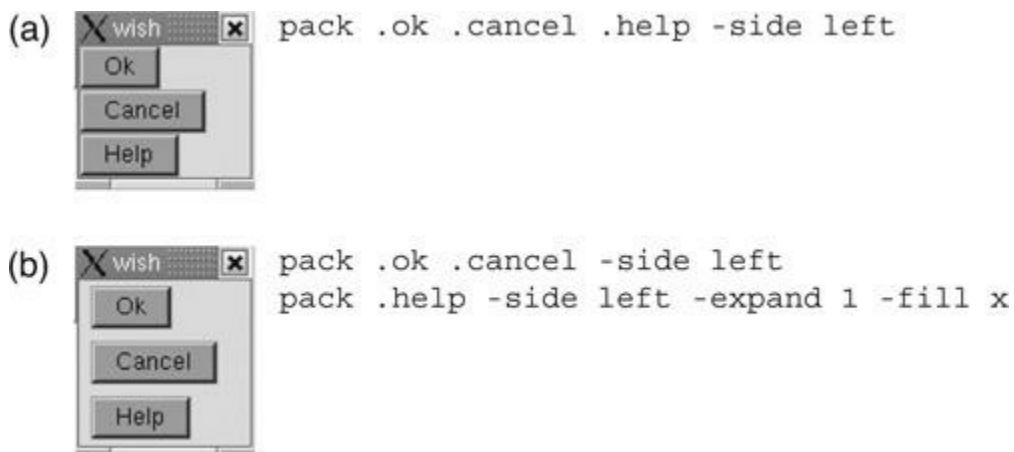 (a) wish pack .ok .cancel .help -side left
Ok
Cancel
Help
(b) wish pack .ok .cancel -side left
pack .help -side left -expand 1 -fill x
Ok
Cancel
Help